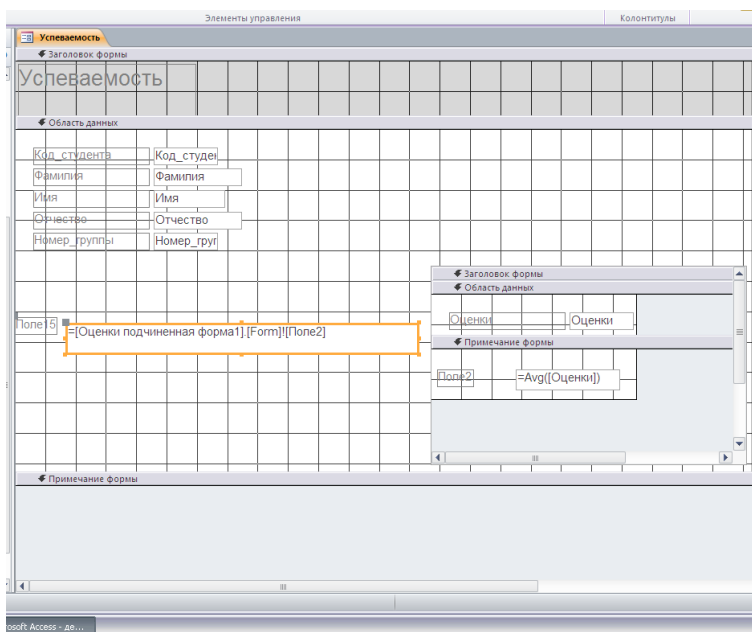 Элементы управления
Колонтитулы
Успеваемость
Заголовок формы
Успеваемость
Область данных
Код_студента
Код_студен
Фамилия
Фамилия
Имя
Имя
Отчество
Отчество
Номер_группы
Номер_груп
Заголовок формы
Область данных
Оценки
Оценки
Поле15
=[Оценки подчиненная форма1].[Form]![Поле2]
Примечание формы
Поле2
=Avg([Оценки])
Примечание формы
rosoft Access - де...